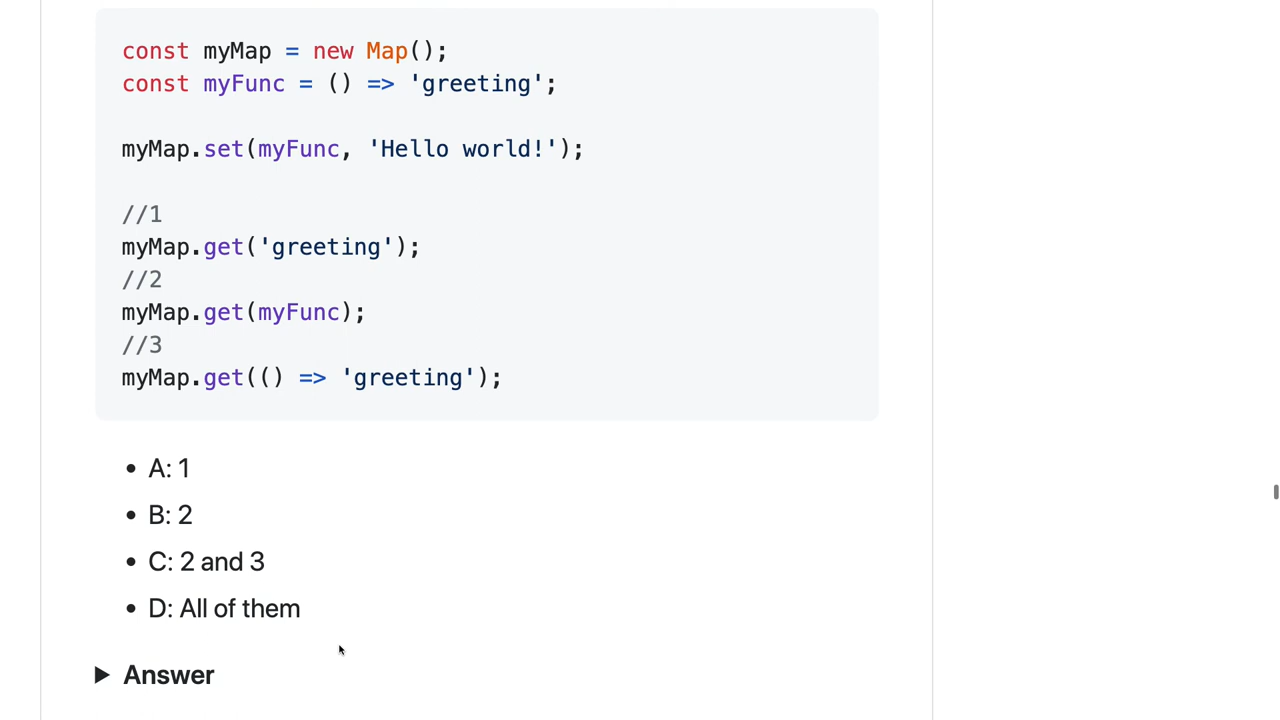 const myMap = new Map();
const myFunc = () => 'greeting';
myMap.set(myFunc, 'Hello world!');
//1
myMap.get('greeting');
//2
myMap.get(myFunc);
//3
myMap.get(() => 'greeting');
• A: 1
• B: 2
• C: 2 and 3
• D: All of them
▶ Answer